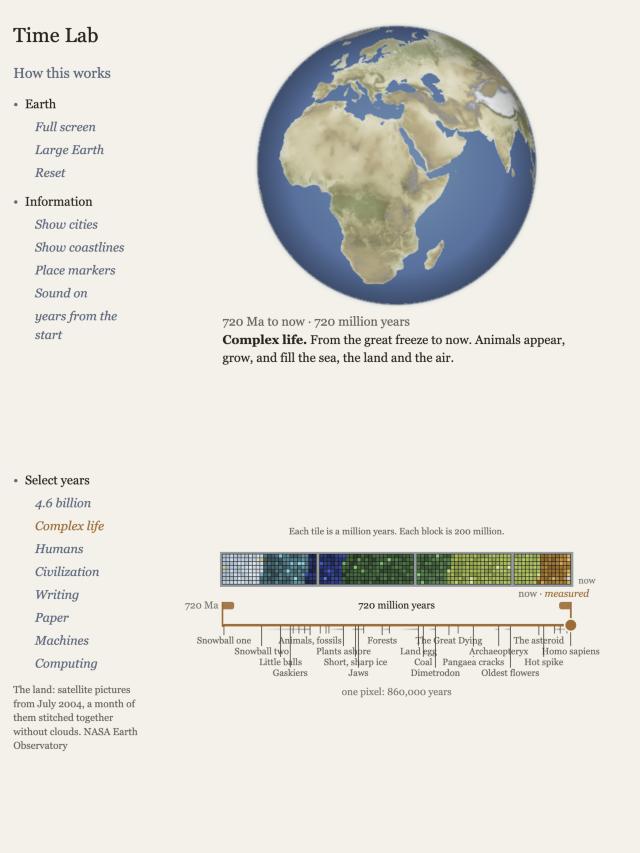 Time Lab
How this works
• Earth
Full screen
Large Earth
Reset
• Information
Show cities
Show coastlines
Place markers
Sound on
years from the
start
720 Ma to now · 720 million years
Complex life. From the great freeze to now. Animals appear,
grow, and fill the sea, the land and the air.
• Select years
4.6 billion
Complex life
Humans
Civilization
Writing
Paper
Machines
Computing
The land: satellite pictures
from July 2004, a month of
them stitched together
without clouds. NASA Earth
Observatory
Each tile is a million years. Each block is 200 million.
now
now · measured
720 Ma
720 million years
Snowball one Animals, fossils Forests The Great Dying The asteroid
Snowball two Plants ashore Land egg Archaeopteryx Homo sapiens
Little balls Short, sharp ice Coal Pangaea cracks Hot spike
Gaskiers Jaws Dimetrodon Oldest flowers
one pixel: 860,000 years